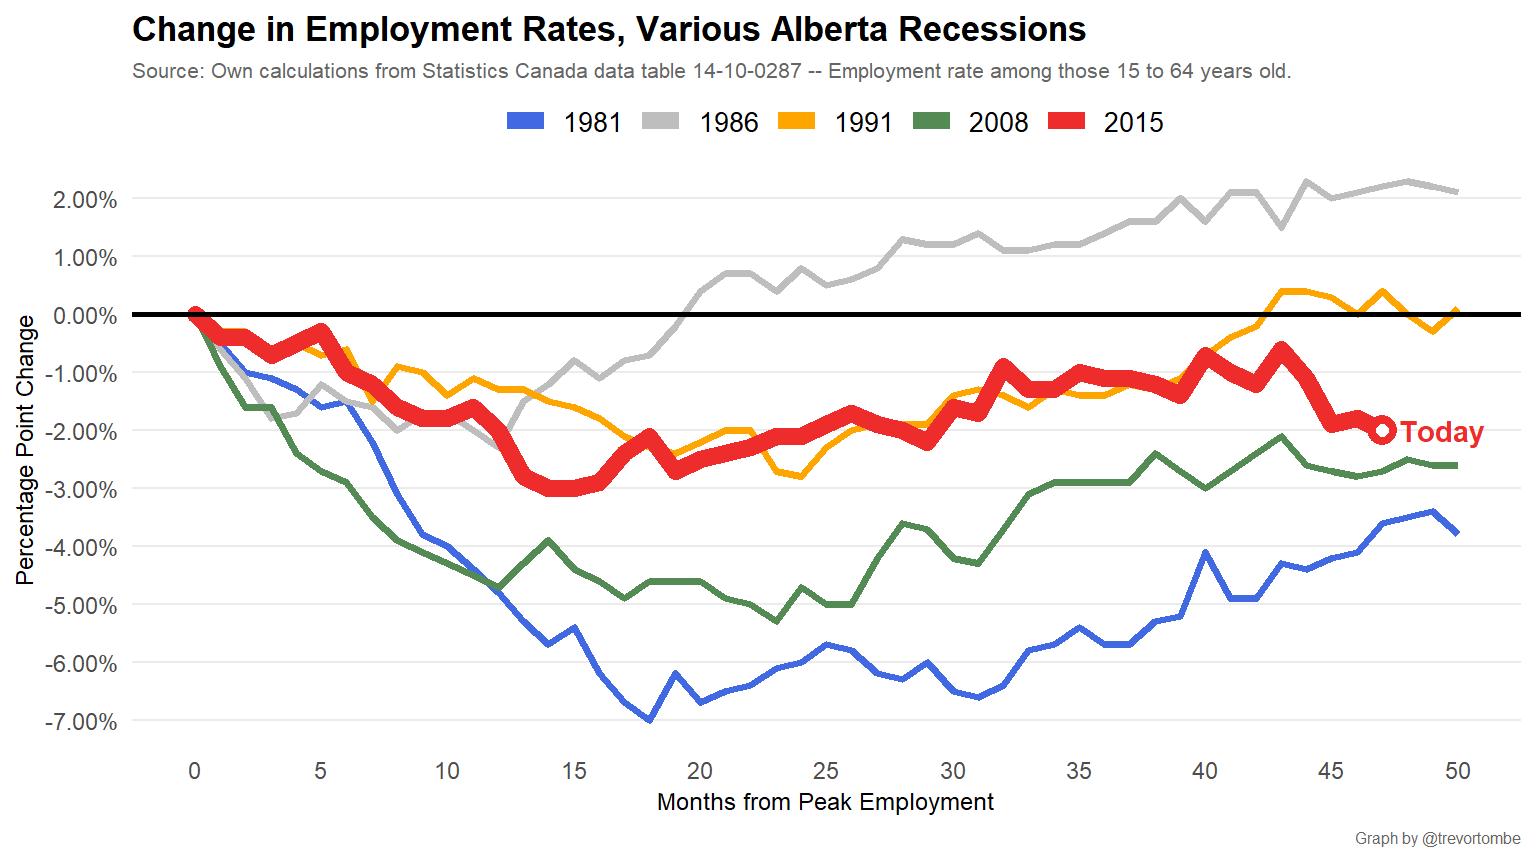 Change in Employment Rates, Various Alberta Recessions
Source: Own calculations from Statistics Canada data table 14-10-0287 -- Employment rate among those 15 to 64 years old.
1981 1986 1991 2008 2015
Percentage Point Change
2.00%
1.00%
0.00%
-1.00%
-2.00%
-3.00%
-4.00%
-5.00%
-6.00%
-7.00%
Today
0 5 10 15 20 25 30 35 40 45 50
Months from Peak Employment
Graph by @trevortombe